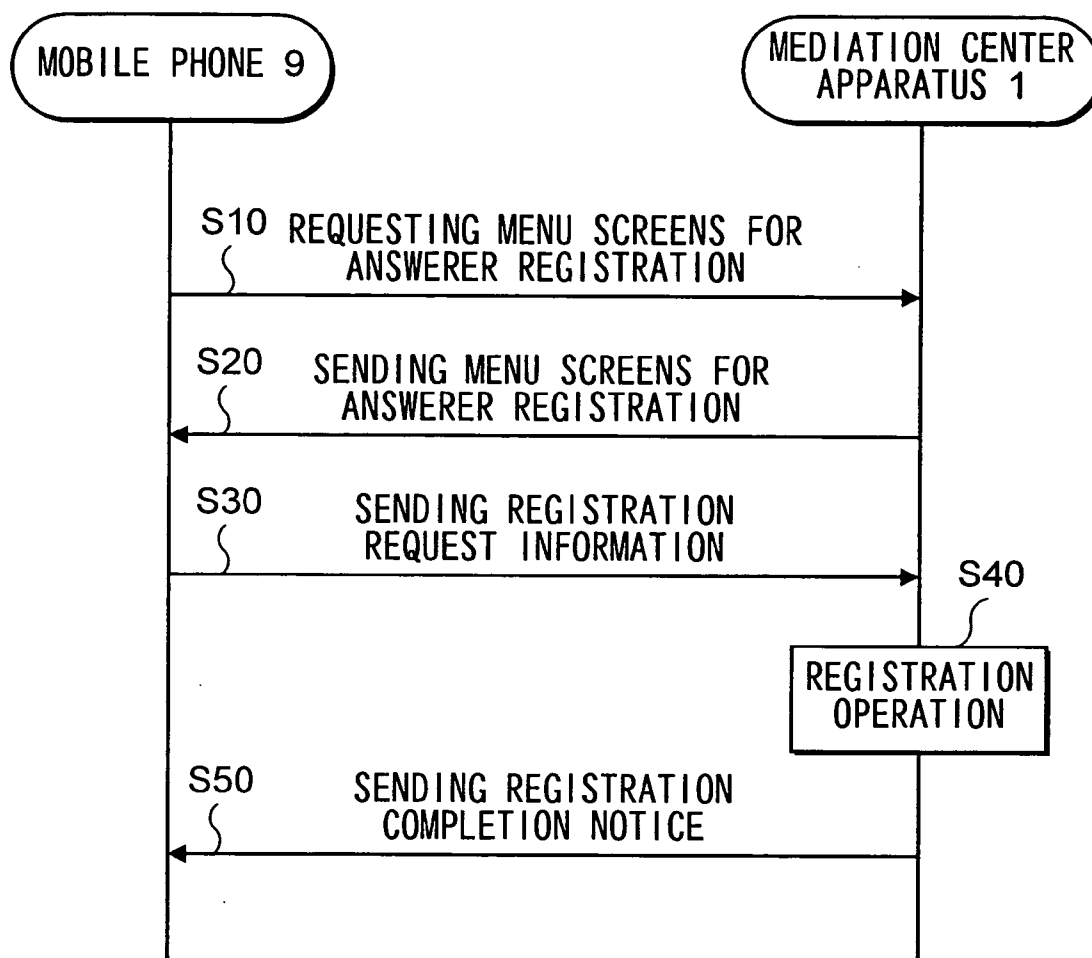 MOBILE PHONE 9
MEDIATION CENTER
APPARATUS 1
S10
REQUESTING MENU SCREENS FOR
ANSWERER REGISTRATION
S20
SENDING MENU SCREENS FOR
ANSWERER REGISTRATION
S30
SENDING REGISTRATION
REQUEST INFORMATION
S40
REGISTRATION
OPERATION
S50
SENDING REGISTRATION
COMPLETION NOTICE